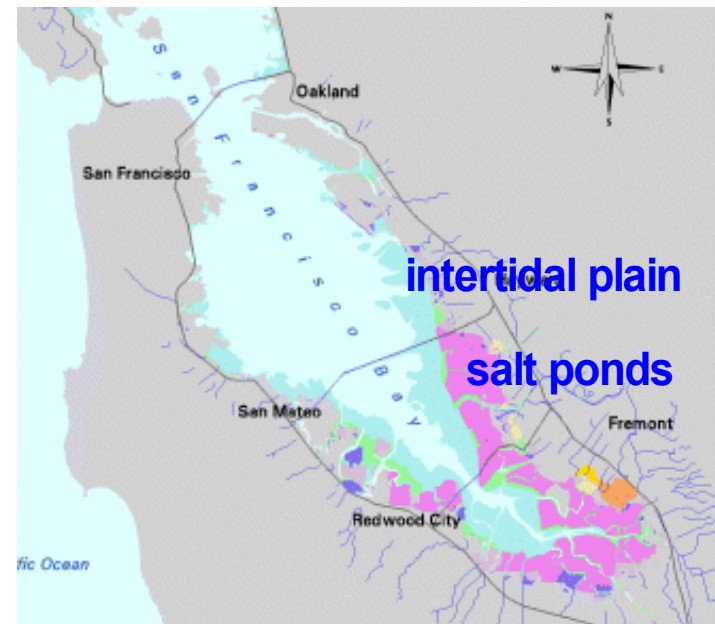 San Francisco Bay
N
W E
S
Oakland
San Francisco
intertidal plain
salt ponds
San Mateo
Fremont
Redwood City
fic Ocean